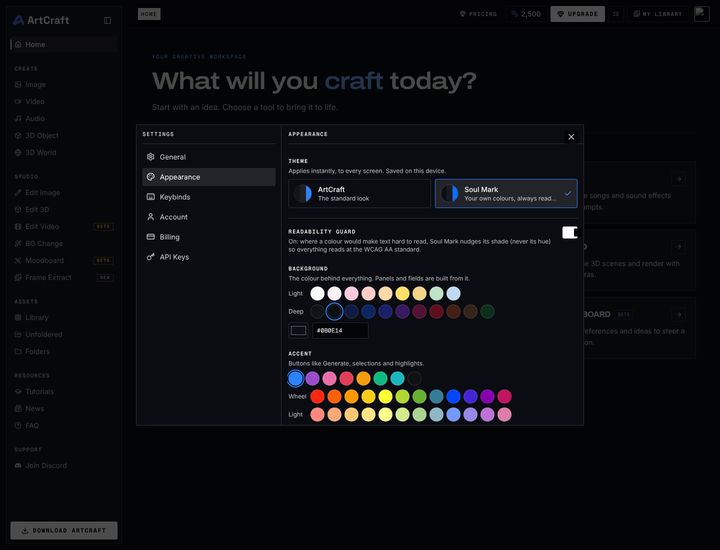 ArtCraft
HOME
PRICING
2,500
UPGRADE
MY LIBRARY
Home
CREATE
Image
Video
Audio
3D Object
3D World
STUDIO
Edit Image
Edit 3D
Edit Video BETA
BG Change
Moodboard BETA
Frame Extract NEW
ASSETS
Library
Unfoldered
Folders
RESOURCES
Tutorials
News
FAQ
SUPPORT
Join Discord
DOWNLOAD ARTCRAFT
YOUR CREATIVE WORKSPACE
What will you craft today?
Start with an idea. Choose a tool to bring it to life.
SETTINGS
General
Appearance
Keybinds
Account
Billing
API Keys
APPEARANCE
THEME
Applies instantly, to every screen. Saved on this device.
ArtCraft
The standard look
Soul Mark
Your own colours, always read...
READABILITY GUARD
On: where a colour would make text hard to read, Soul Mark nudges its shade (never its hue)
so everything reads at the WCAG AA standard.
BACKGROUND
The colour behind everything. Panels and fields are built from it.
Light
Deep
#0B0E14
ACCENT
Buttons like Generate, selections and highlights.
Wheel
Light
e songs and sound effects
mpts.
e 3D scenes and render with
ras.
BOARD BETA
eferences and ideas to steer a
on.